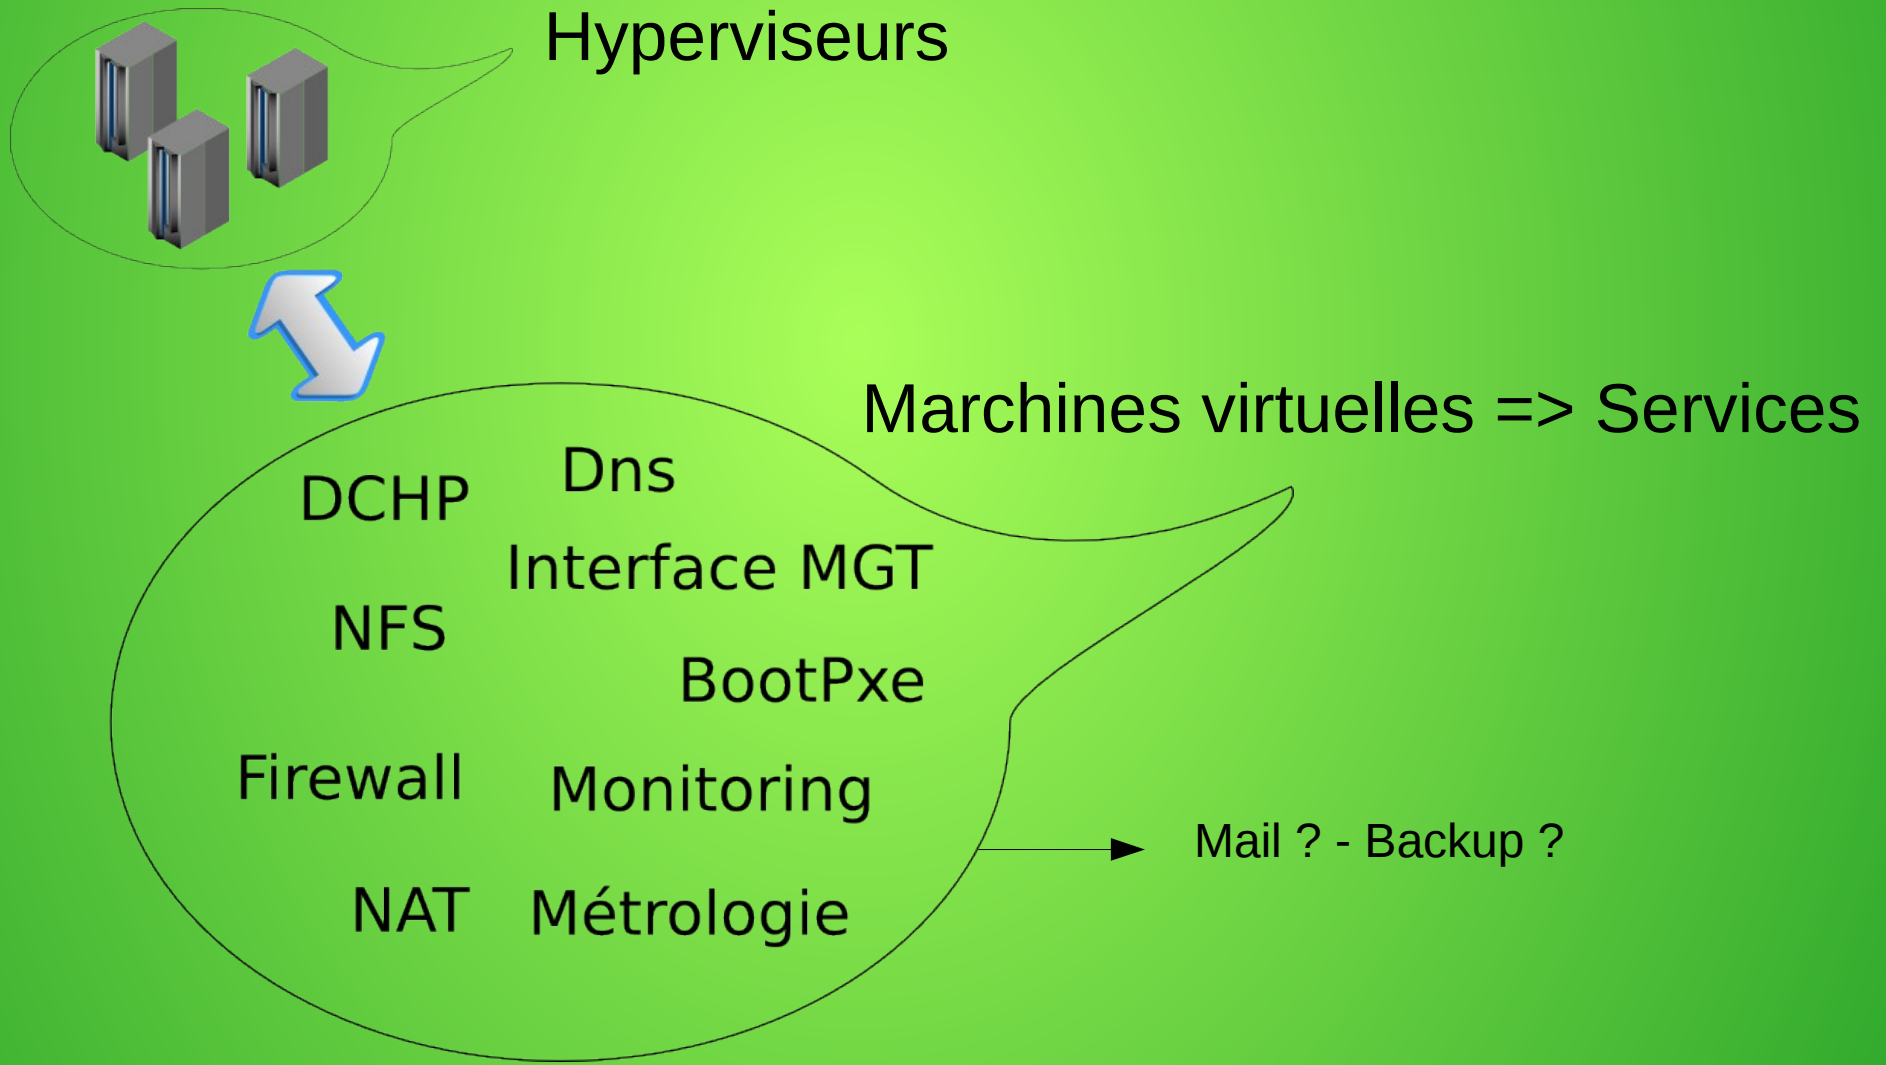 Hyperviseurs
Marchines virtuelles => Services
Dns
DCHP
Interface MGT
NFS
BootPxe
Firewall
Monitoring
Mail ? - Backup ?
NAT
Métrologie